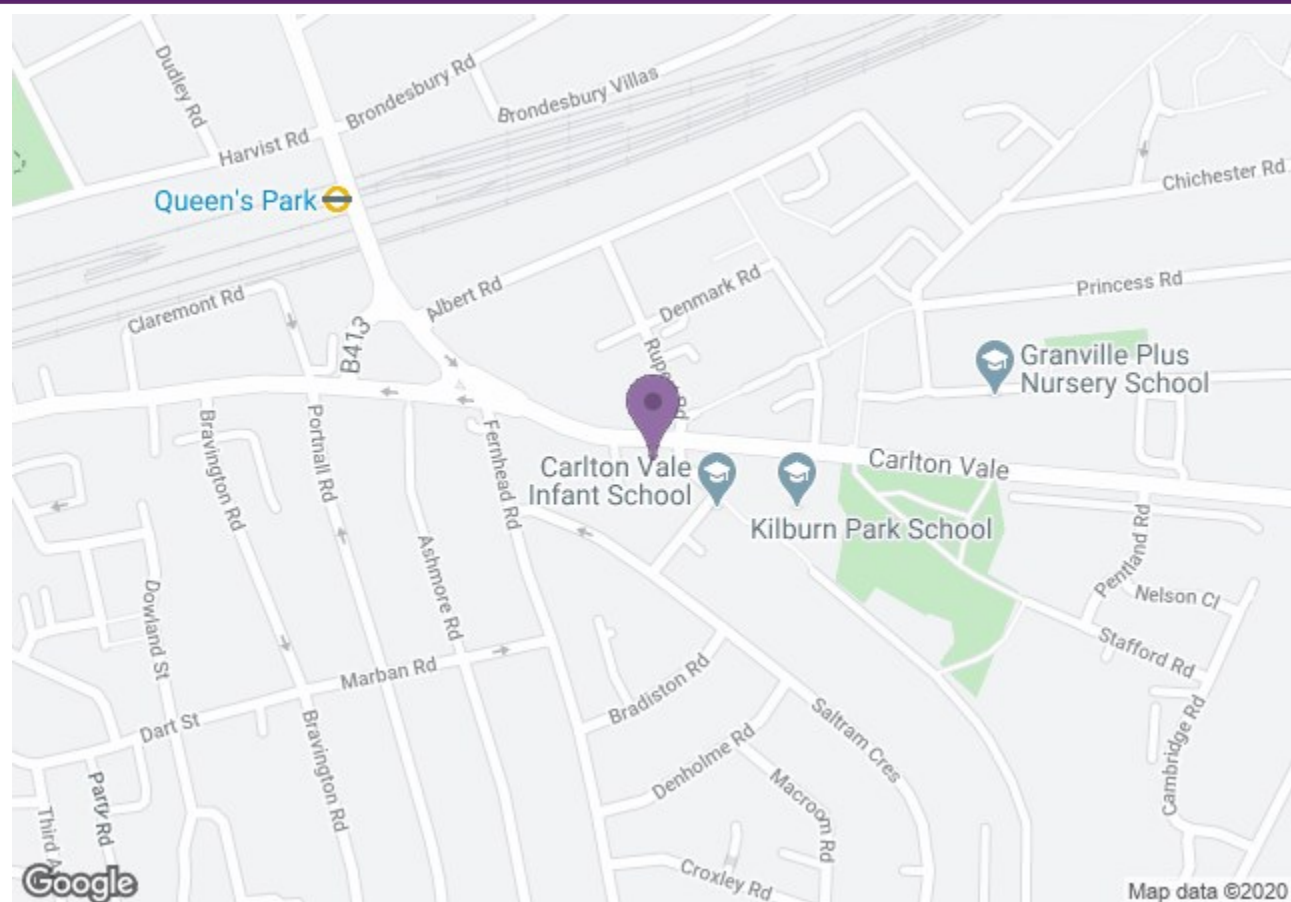 Dudley Rd
Brondesbury Rd
Brondesbury Villas
Harvist Rd
Queen's Park
Chichester Rd
Claremont Rd
Albert Rd
Denmark Rd
Princess Rd
B413
Granville Plus
Nursery School
Bravington Rd
Portnall Rd
Fernhead Rd
Carlton Vale
Infant School
Carlton Vale
Kilburn Park School
Ashmore Rd
Pentland Rd
Nelson Cl
Stafford Rd
Dowland St
Marban Rd
Bradiston Rd
Saltram Cres
Dart St
Bravington Rd
Denholme Rd
Macroom Rd
Cambridge Rd
Parry Rd
Third A
Croxley Rd
Google
Map data ©2020